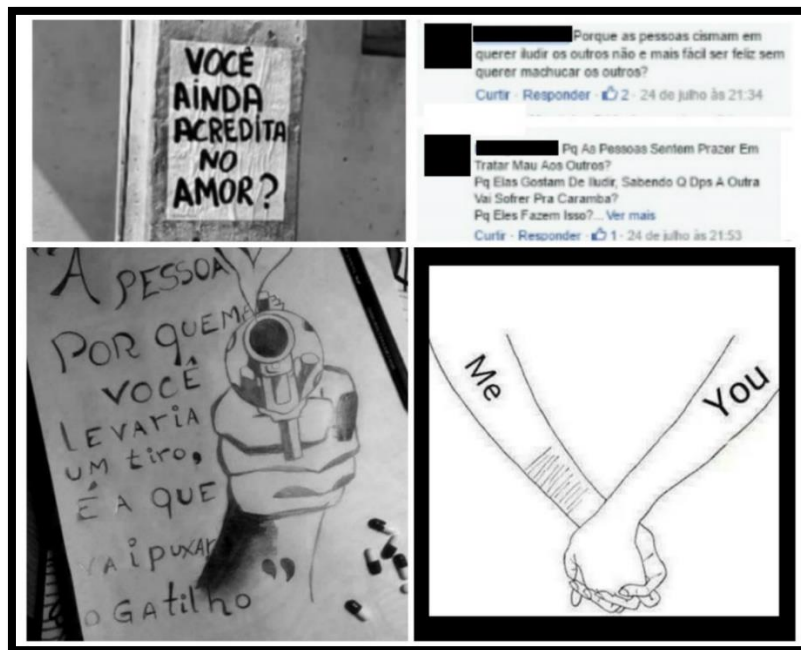 VOCÊ
AINDA
ACREDITA
NO
AMOR?
Porque as pessoas cismam em
querer iludir os outros não e mais fácil ser feliz sem
querer machucar os outros?
Curtir · Responder · 2 · 24 de julho às 21:34
Pq As Pessoas Sentem Prazer Em
Tratar Mau Aos Outros?
Pq Elas Gostam De Iludir, Sabendo Q Dps A Outra
Vai Sofrer Pra Caramba?
Pq Eles Fazem Isso?... Ver mais
Curtir · Responder · 1 · 24 de julho às 21:53
"A PESSOA
POR QUEM
VOCÊ
LEVARIA
UM tiro,
É A QUE
VAI PUXAR
O GAtilHO"
Me
You